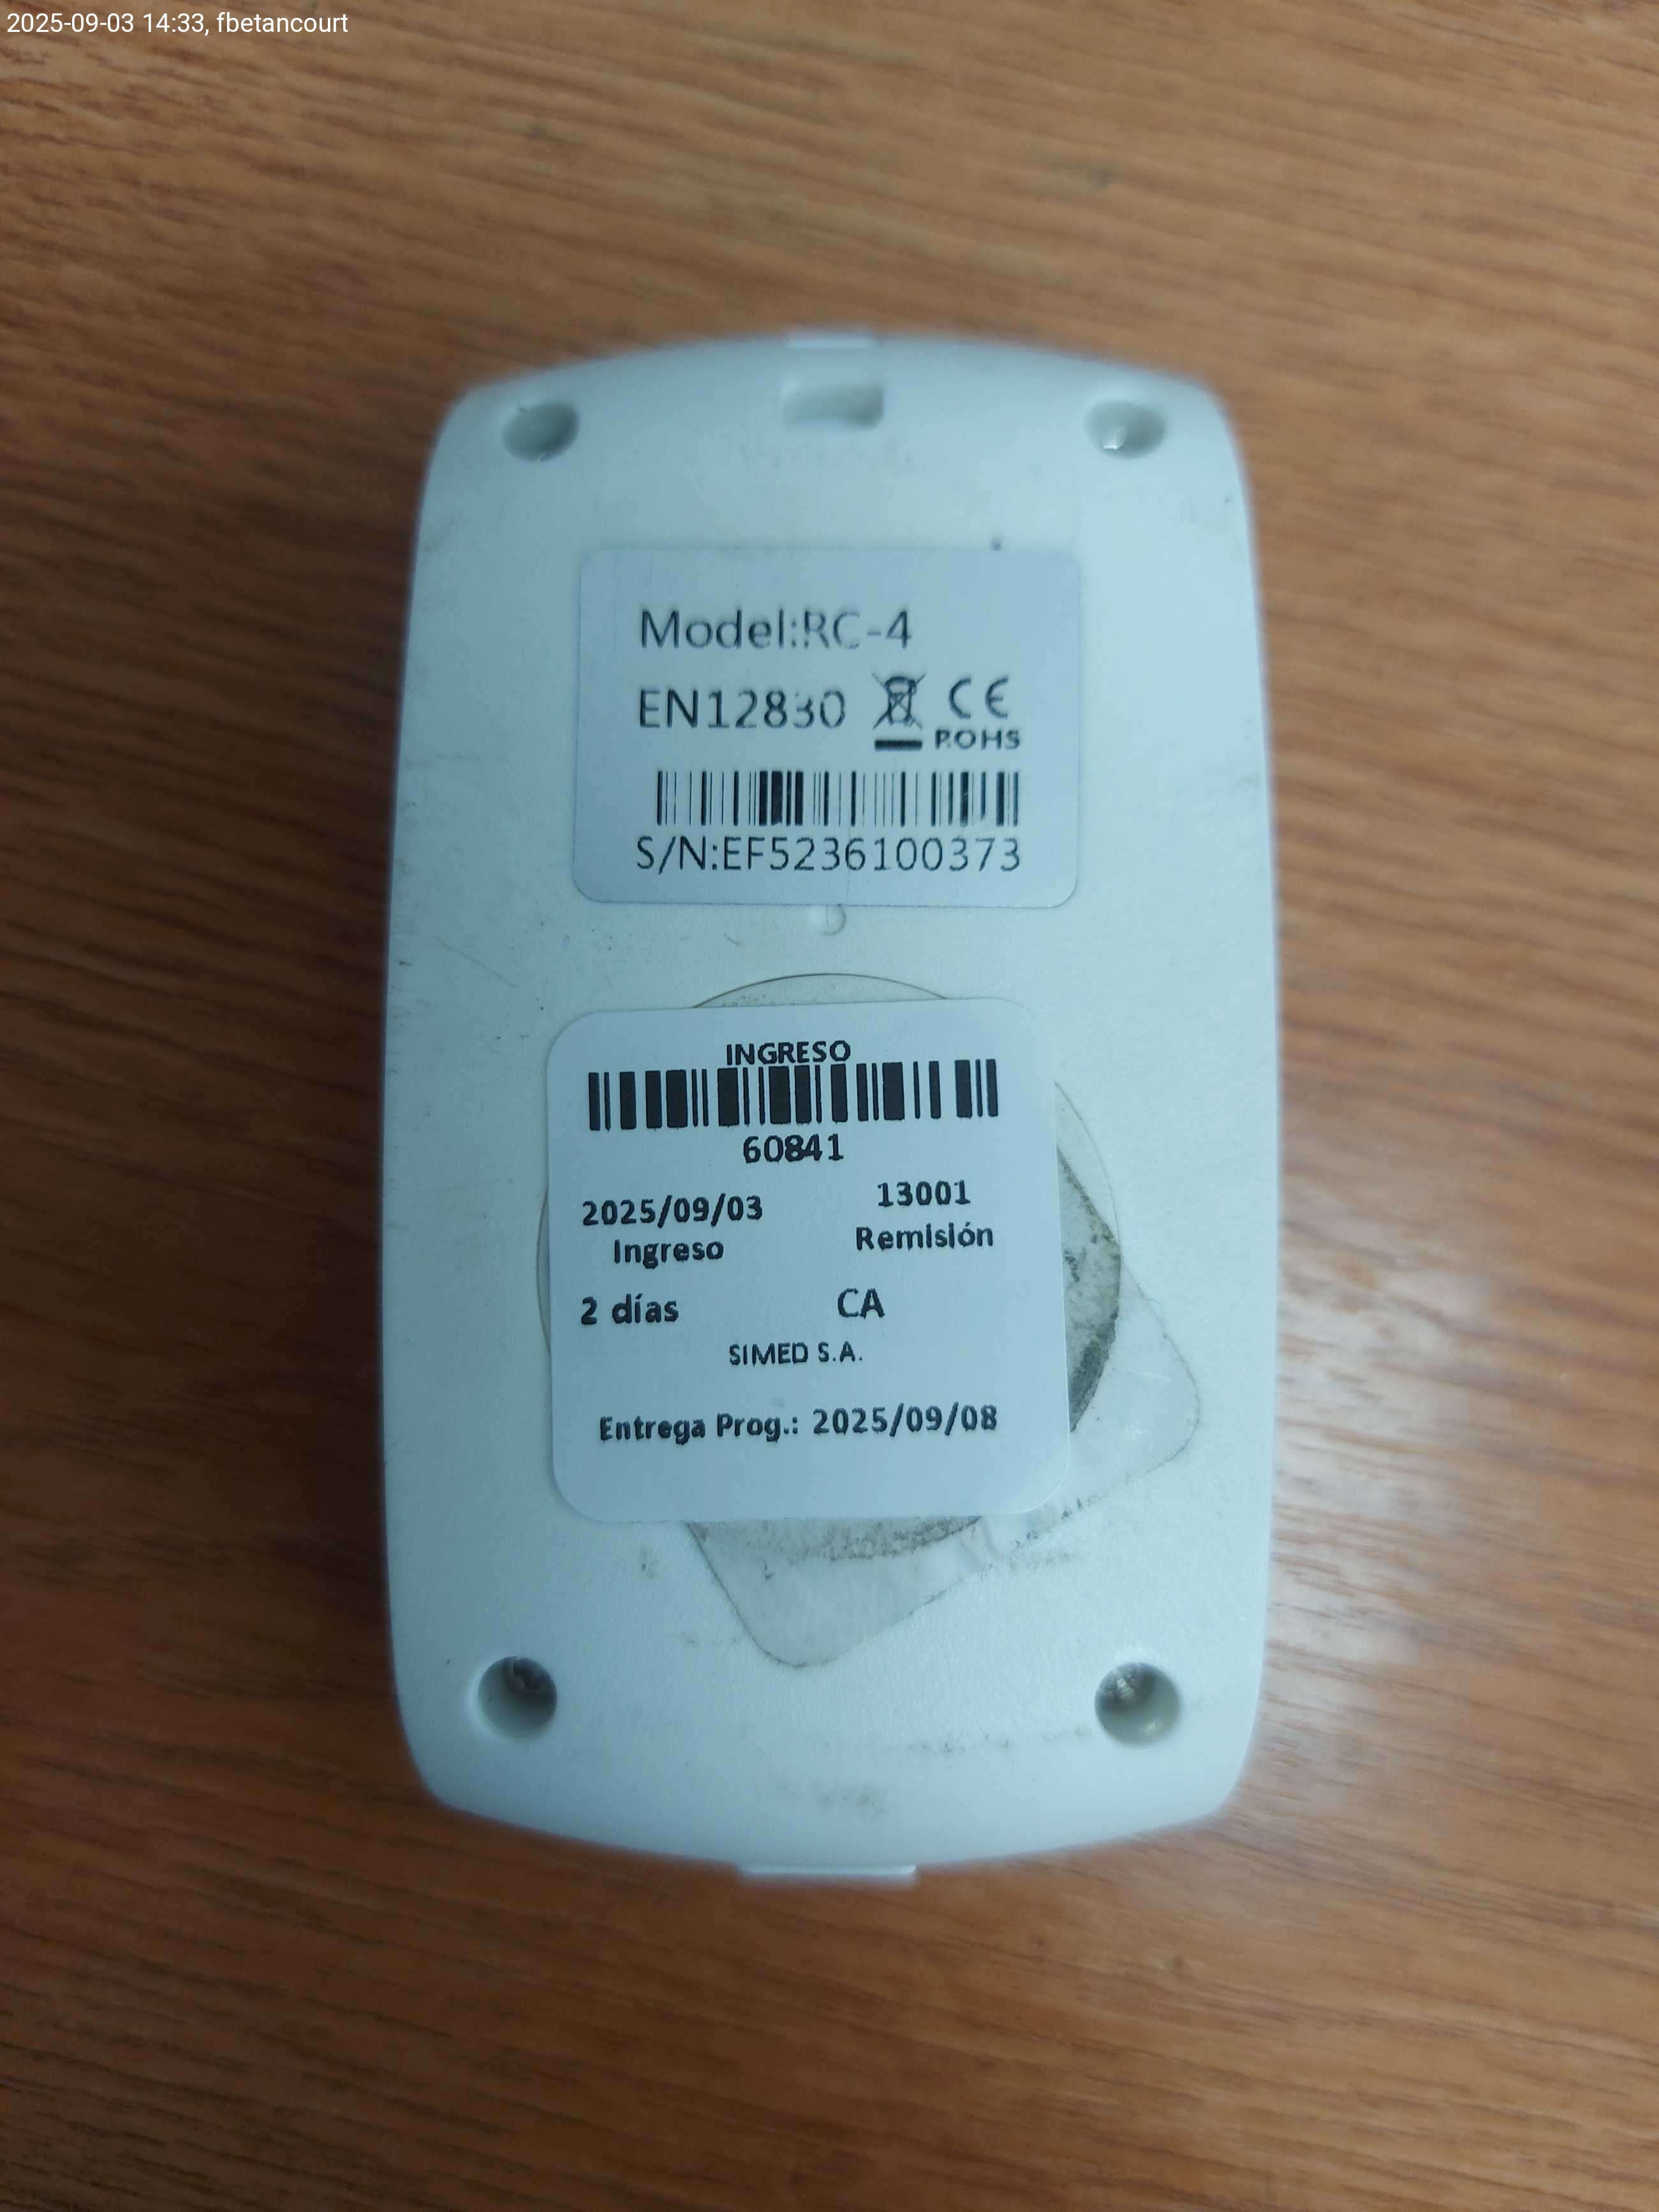 2025-09-03 14:33, fbetancourt
Model:RC-4
EN12830 CE
ROHS
S/N:EF5236100373
INGRESO
60841
2025/09/03 13001
Ingreso Remisión
2 días CA
SIMED S.A.
Entrega Prog.: 2025/09/08